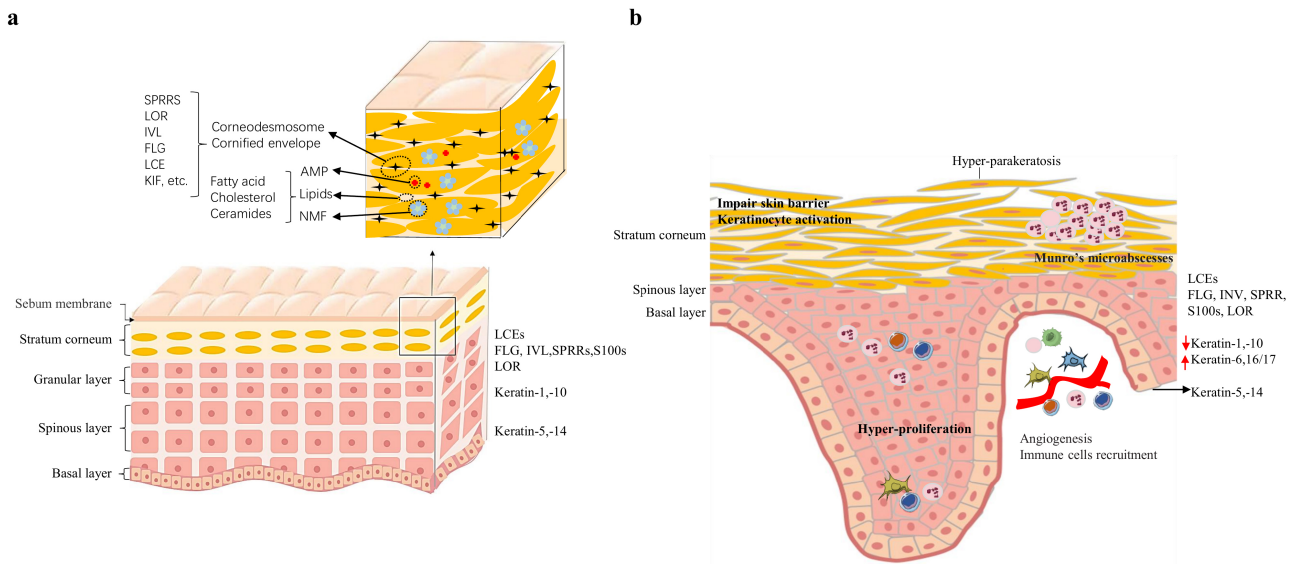 a
SPRRS
LOR
IVL
FLG
LCE
KIF, etc.
Corneodesmosome
Cornified envelope
Fatty acid
Cholesterol
Ceramides
AMP
Lipids
NMF
Sebum membrane
Stratum corneum
Granular layer
Spinous layer
Basal layer
LCEs
FLG, IVL,SPRRs,S100s
LOR
Keratin-1,-10
Keratin-5,-14
b
Hyper-parakeratosis
Impair skin barrier
Keratinocyte activation
Stratum corneum
Munro's microabscesses
Spinous layer
Basal layer
LCEs
FLG, INV, SPRR,
S100s, LOR
Keratin-1,-10
Keratin-6,16/17
Keratin-5,-14
Hyper-proliferation
Angiogenesis
Immune cells recruitment